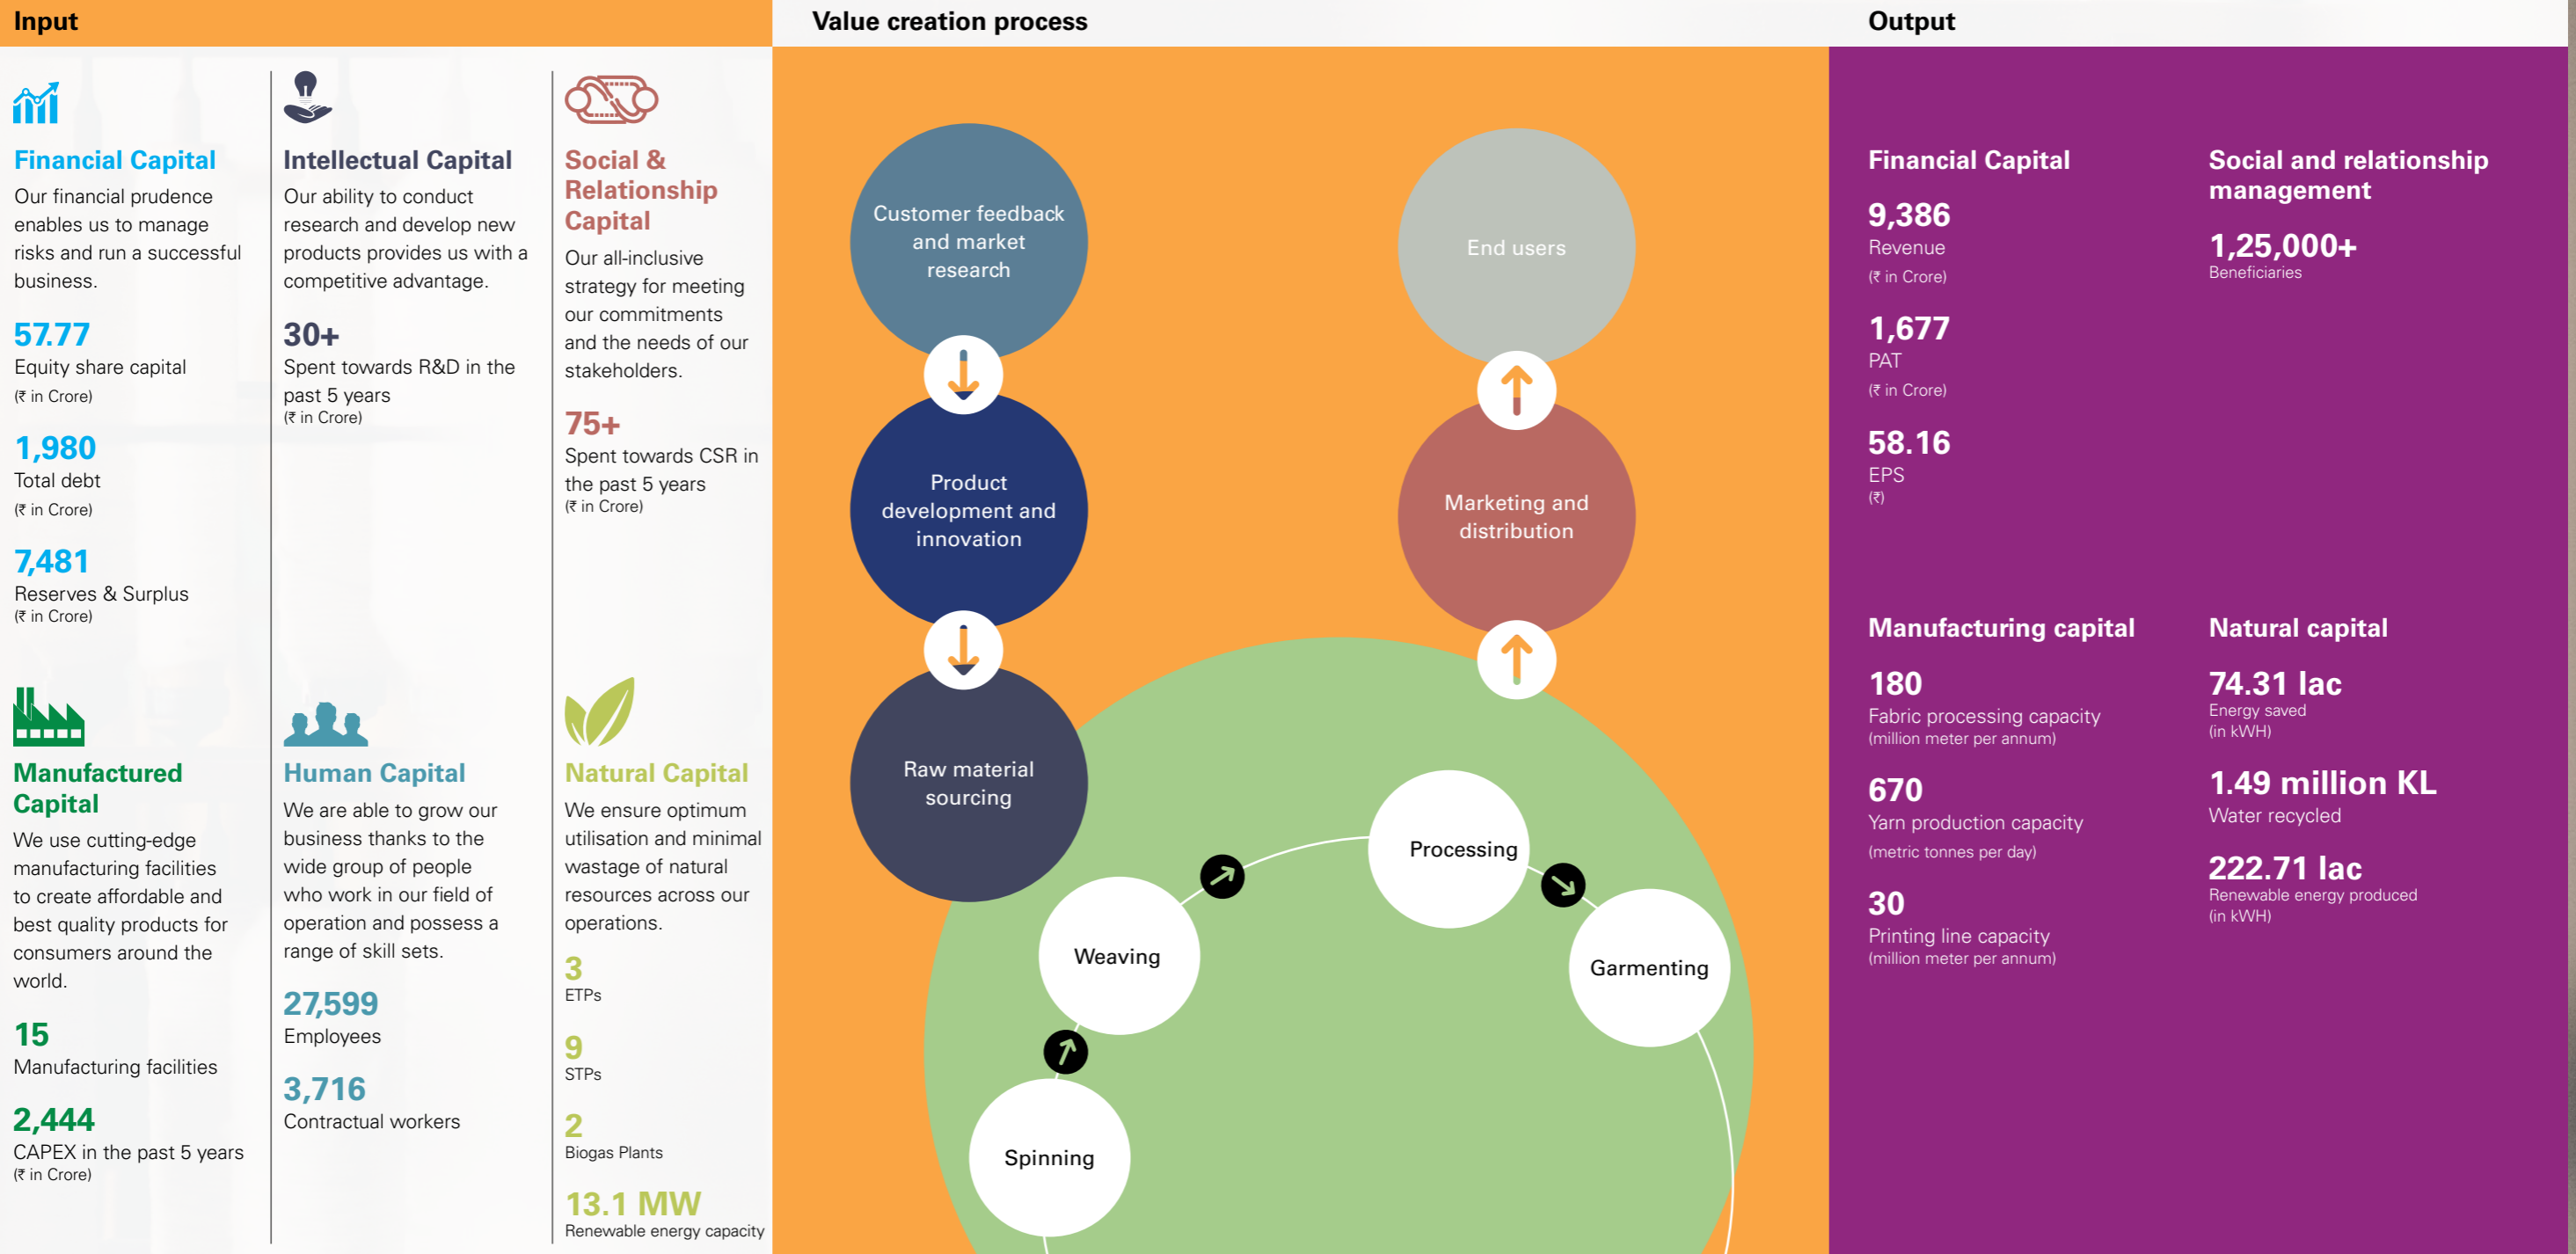 Input
Value creation process
Output
Financial Capital
Our financial prudence
enables us to manage
risks and run a successful
business.
57.77
Equity share capital
(₹ in Crore)
1,980
Total debt
(₹ in Crore)
7,481
Reserves & Surplus
(₹ in Crore)
Intellectual Capital
Our ability to conduct
research and develop new
products provides us with a
competitive advantage.
30+
Spent towards R&D in the
past 5 years
(₹ in Crore)
Social &
Relationship
Capital
Our all-inclusive
strategy for meeting
our commitments
and the needs of our
stakeholders.
75+
Spent towards CSR in
the past 5 years
(₹ in Crore)
Manufactured
Capital
We use cutting-edge
manufacturing facilities
to create affordable and
best quality products for
consumers around the
world.
15
Manufacturing facilities
2,444
CAPEX in the past 5 years
(₹ in Crore)
Human Capital
We are able to grow our
business thanks to the
wide group of people
who work in our field of
operation and possess a
range of skill sets.
27,599
Employees
3,716
Contractual workers
Natural Capital
We ensure optimum
utilisation and minimal
wastage of natural
resources across our
operations.
3
ETPs
9
STPs
2
Biogas Plants
13.1 MW
Renewable energy capacity
Customer feedback
and market
research
Product
development and
innovation
Raw material
sourcing
Spinning
Weaving
Processing
Garmenting
Marketing and
distribution
End users
Financial Capital
9,386
Revenue
(₹ in Crore)
1,677
PAT
(₹ in Crore)
58.16
EPS
(₹)
Social and relationship
management
1,25,000+
Beneficiaries
Manufacturing capital
180
Fabric processing capacity
(million meter per annum)
670
Yarn production capacity
(metric tonnes per day)
30
Printing line capacity
(million meter per annum)
Natural capital
74.31 lac
Energy saved
(in kWH)
1.49 million KL
Water recycled
222.71 lac
Renewable energy produced
(in kWH)